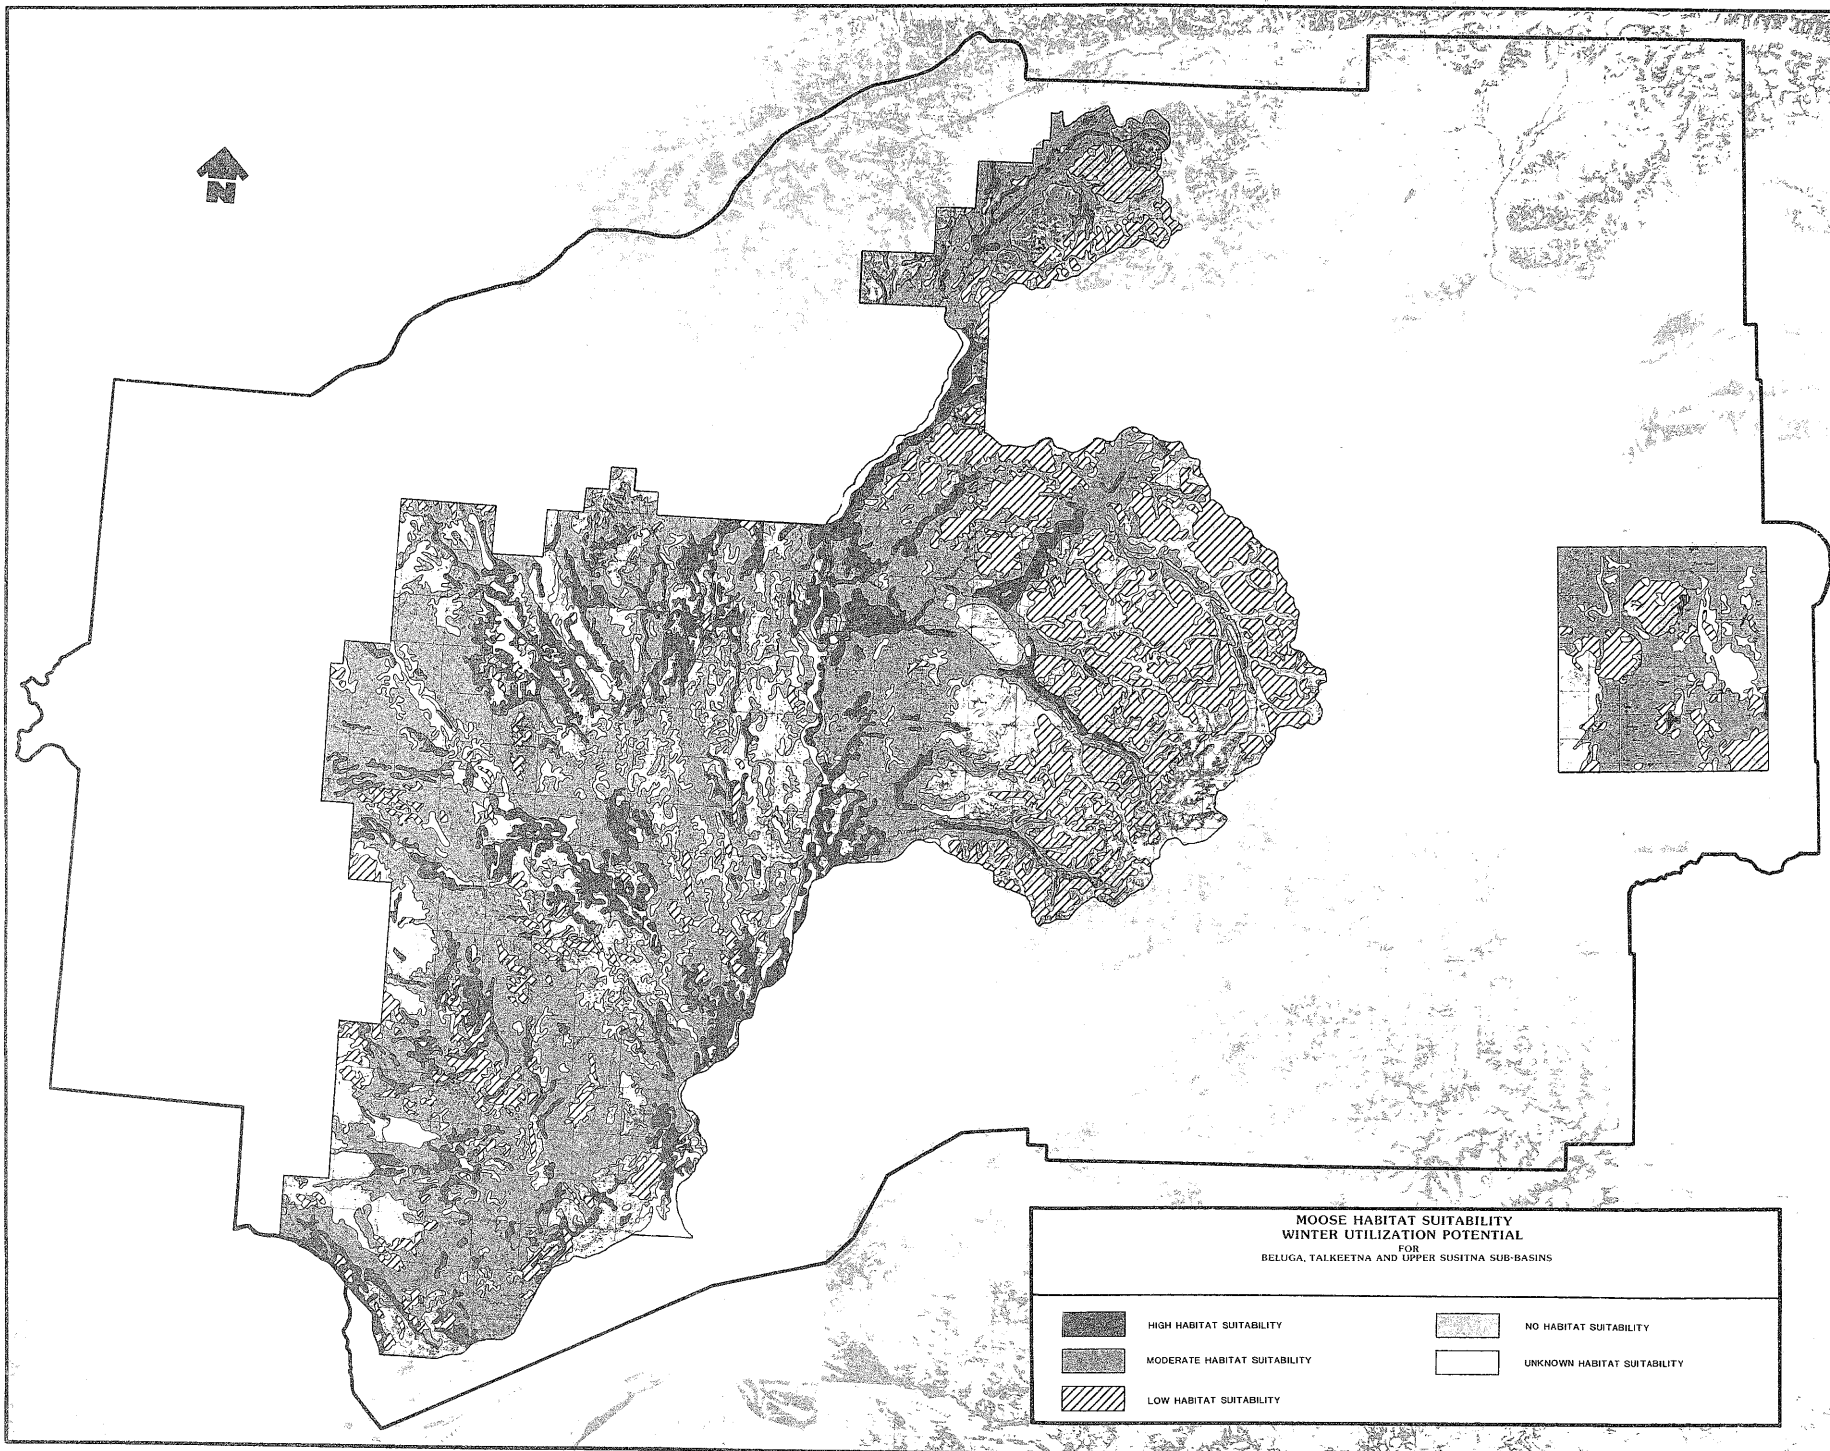 N
MOOSE HABITAT SUITABILITY
WINTER UTILIZATION POTENTIAL
FOR
BELUGA, TALKEETNA AND UPPER SUSITNA SUB-BASINS
HIGH HABITAT SUITABILITY
MODERATE HABITAT SUITABILITY
LOW HABITAT SUITABILITY
NO HABITAT SUITABILITY
UNKNOWN HABITAT SUITABILITY